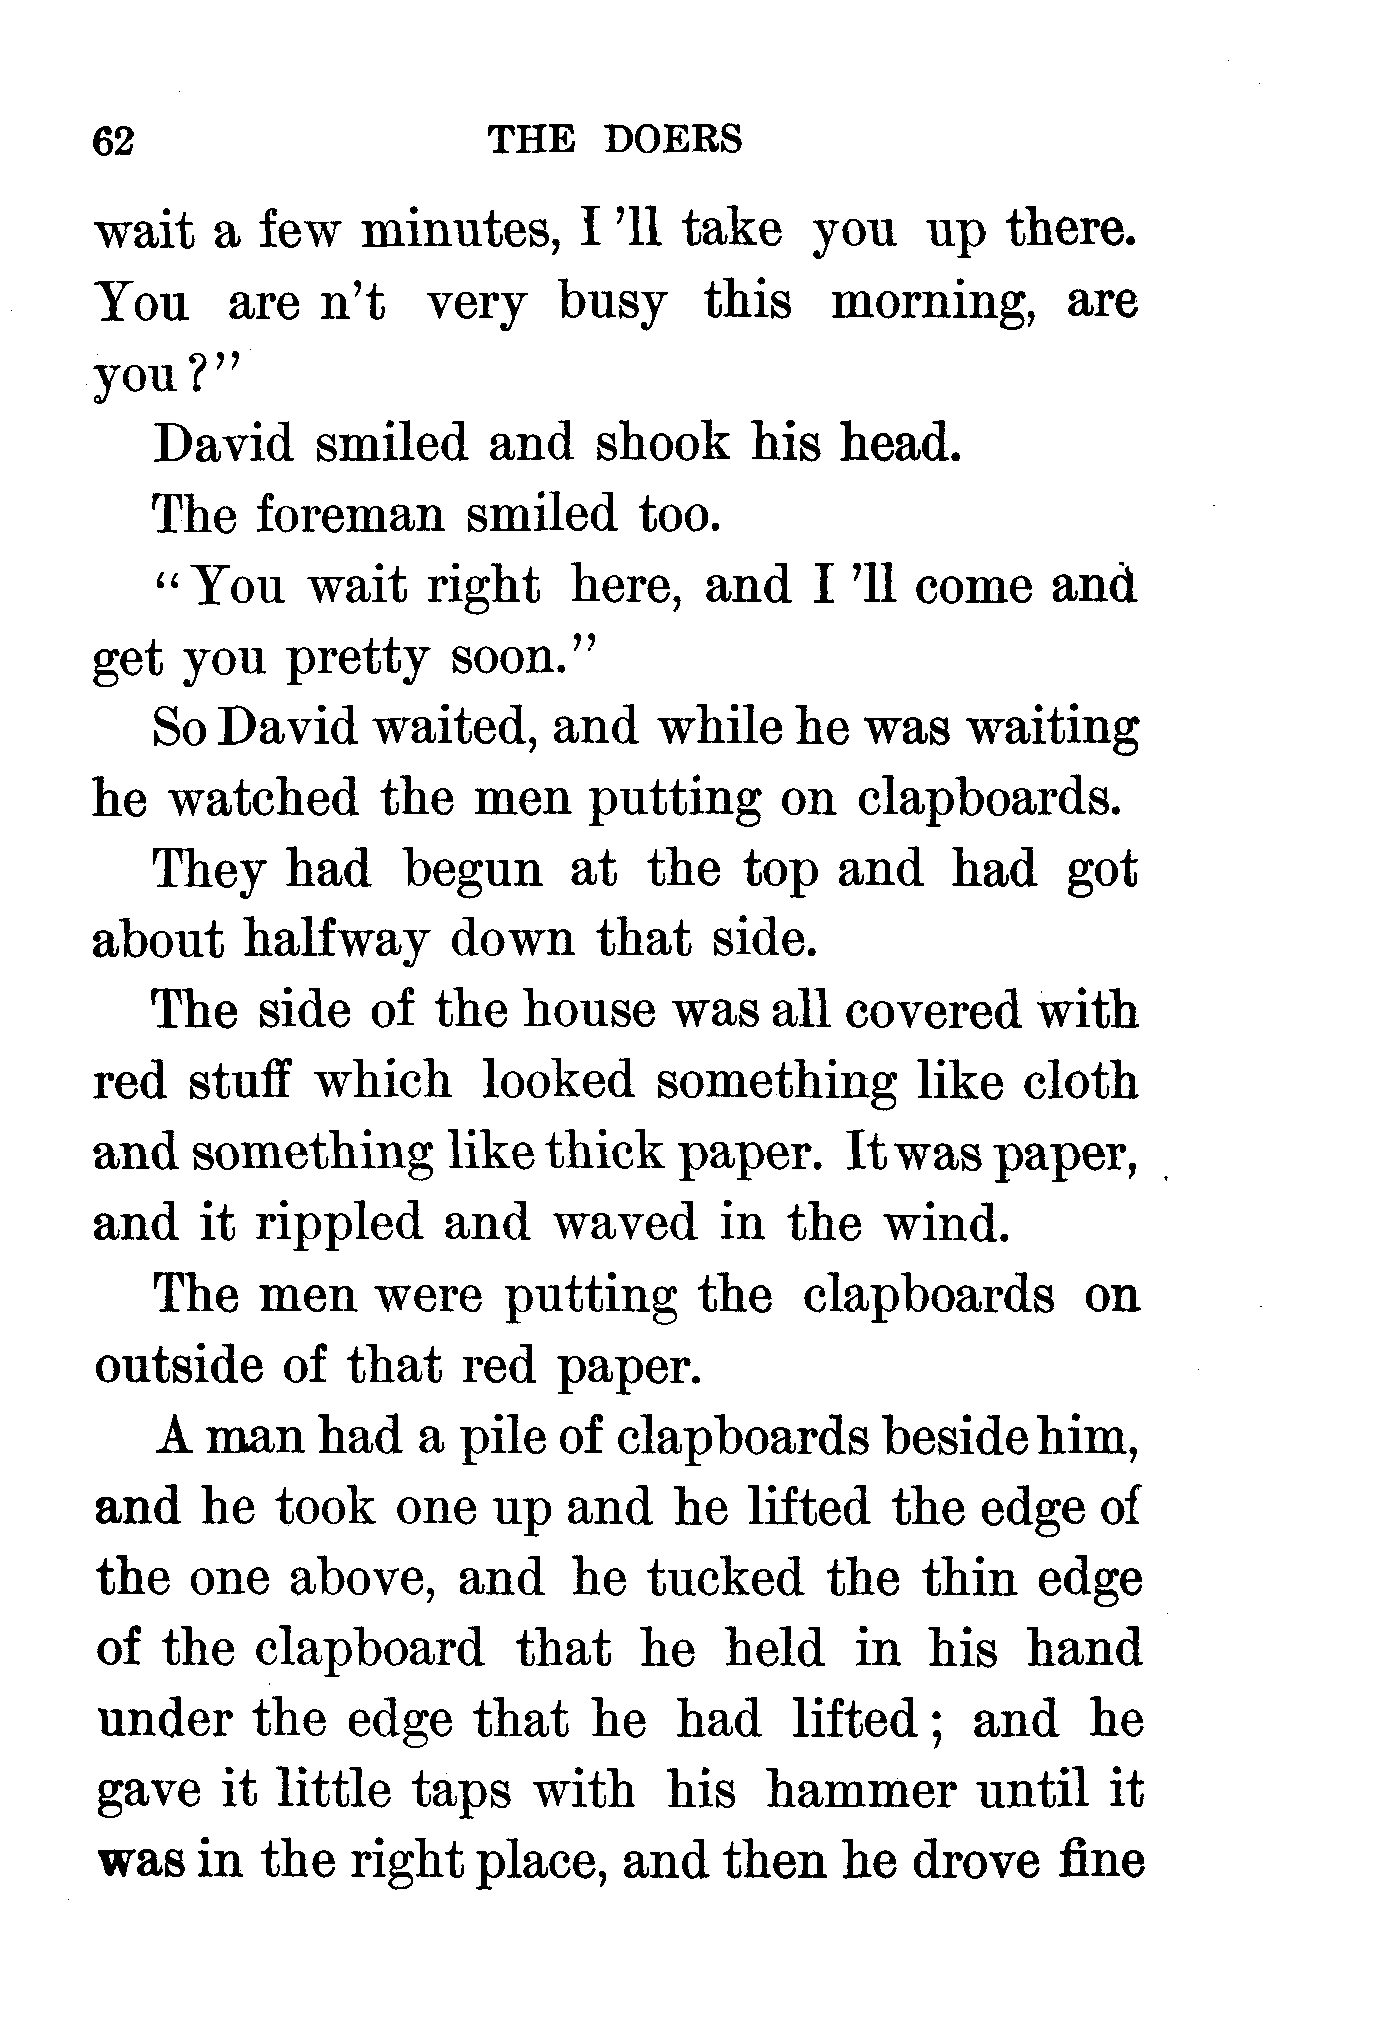 62 THE DOERS
wait a few minutes, I 'll take you up there.
You are n't very busy this morning, are
you?"
David smiled and shook his head.
The foreman smiled too.
"You wait right here, and I 'll come and
get you pretty soon."
So David waited, and while he was waiting
he watched the men putting on clapboards.
They had begun at the top and had got
about halfway down that side.
The side of the house was all covered with
red stuff which looked something like cloth
and something like thick paper. It was paper,
and it rippled and waved in the wind.
The men were putting the clapboards on
outside of that red paper.
A man had a pile of clapboards beside him,
and he took one up and he lifted the edge of
the one above, and he tucked the thin edge
of the clapboard that he held in his hand
under the edge that he had lifted; and he
gave it little taps with his hammer until it
was in the right place, and then he drove fine